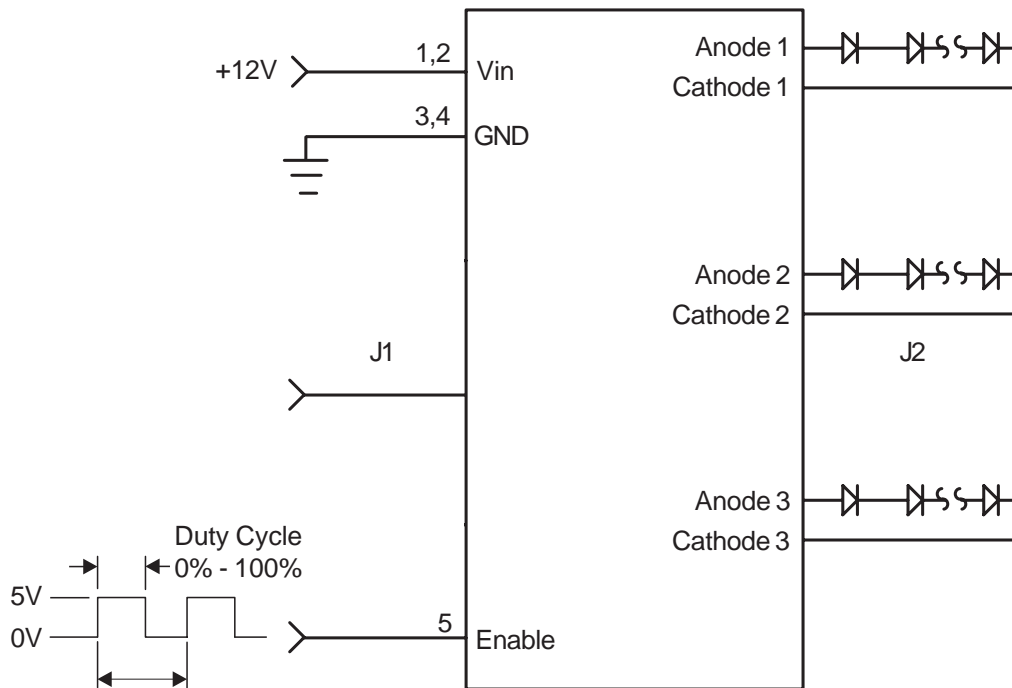 Anode 1
1,2
+12V
Vin
Cathode 1
3,4
GND
Anode 2
Cathode 2
J1
J2
Anode 3
Cathode 3
Duty Cycle
0% - 100%
5V
0V
5
Enable